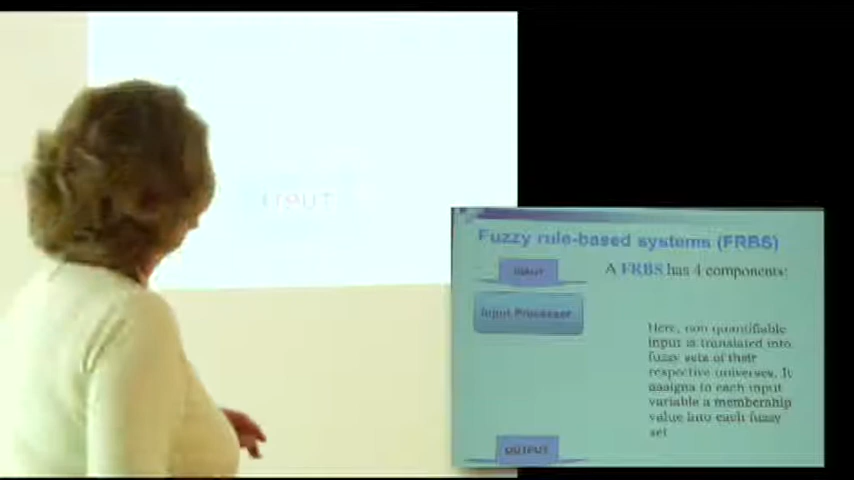 INPUT
Fuzzy rule-based systems (FRBS)
INPUT
A FRBS has 4 components:
Input Processor
Here, non quantifiable
input is translated into
fuzzy sets of their
respective universes. It
assigns to each input
variable a membership
value into each fuzzy
set
OUTPUT